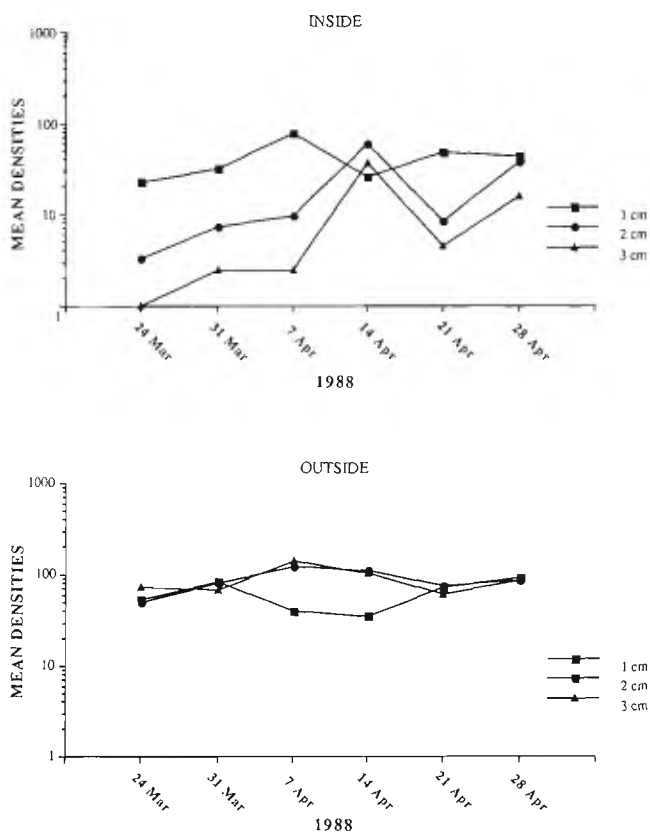 INSIDE
1000
100
10
1
MEAN DENSITIES
1 cm
2 cm
3 cm
24 Mar
31 Mar
7 Apr
14 Apr
21 Apr
28 Apr
1988
OUTSIDE
1000
100
10
1
MEAN DENSITIES
1 cm
2 cm
3 cm
24 Mar
31 Mar
7 Apr
14 Apr
21 Apr
28 Apr
1988